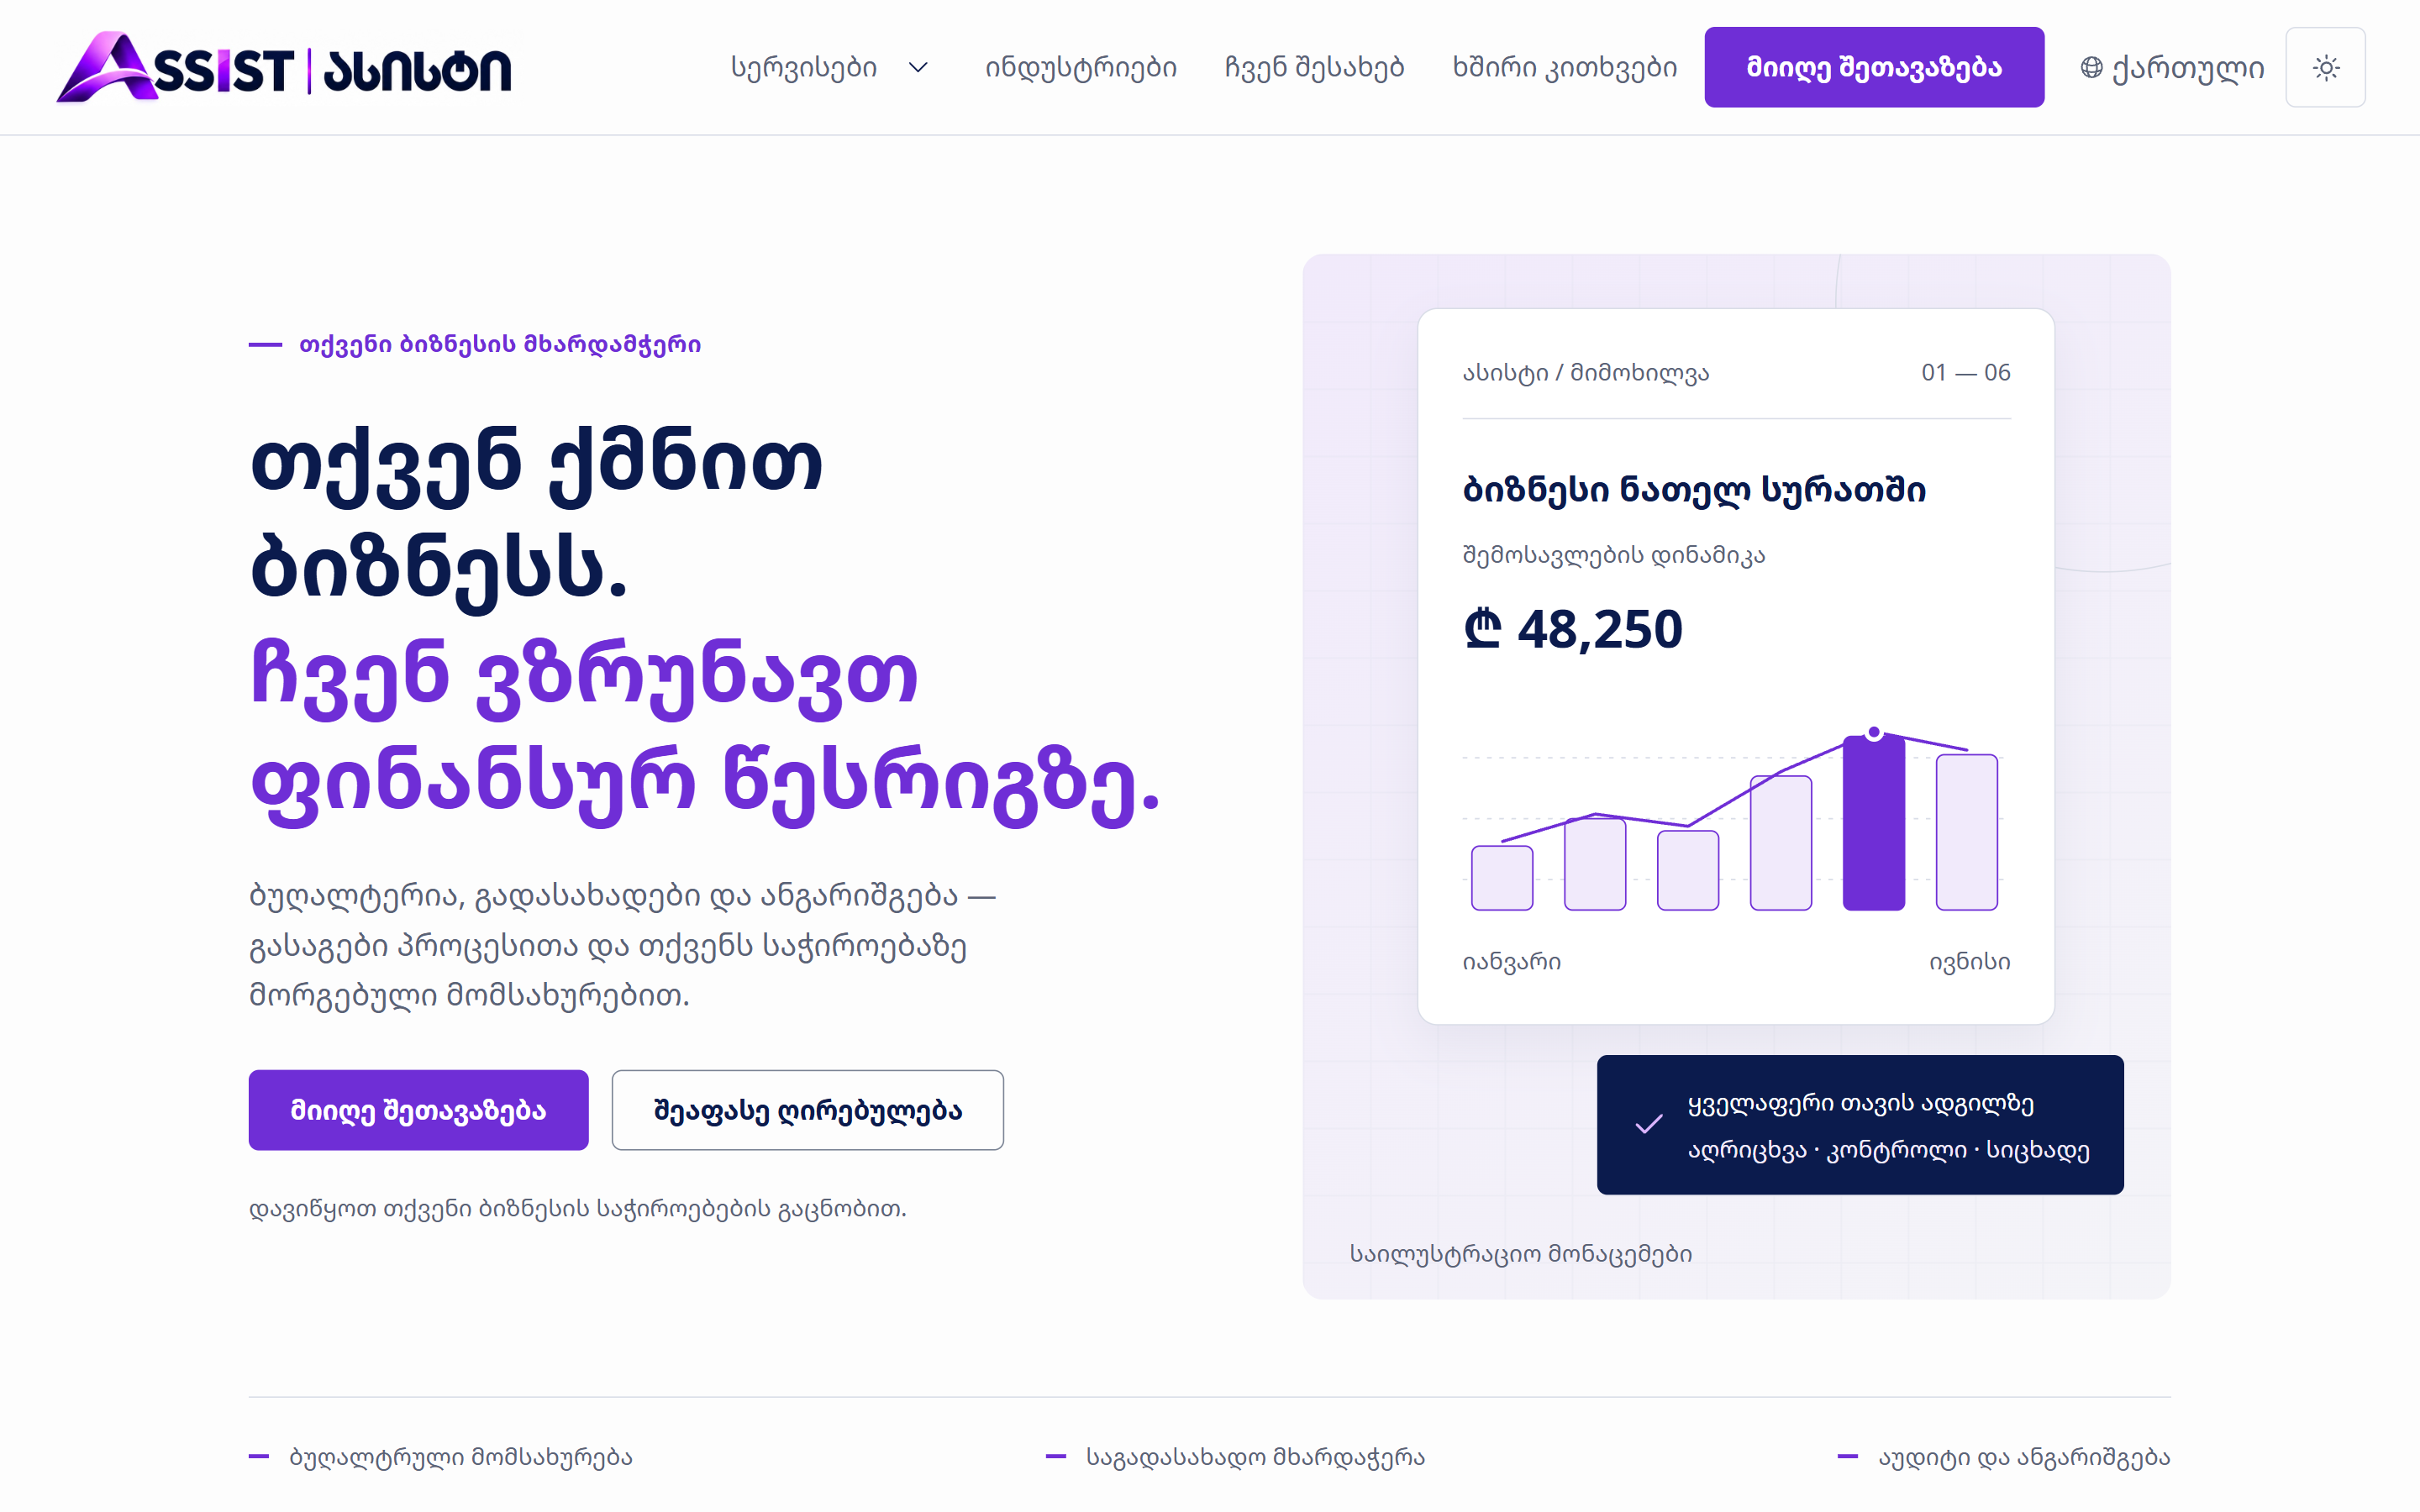 ASSIST | ასისტი
სერვისები
ინდუსტრიები
ჩვენ შესახებ
ხშირი კითხვები
მიიღე შეთავაზება
ქართული
თქვენი ბიზნესის მხარდამჭერი
თქვენ ქმნით
ბიზნესს.
ჩვენ ვზრუნავთ
ფინანსურ წესრიგზე.
ბუღალტერია, გადასახადები და ანგარიშგება —
გასაგები პროცესითა და თქვენს საჭიროებაზე
მორგებული მომსახურებით.
მიიღე შეთავაზება
შეაფასე ღირებულება
დავიწყოთ თქვენი ბიზნესის საჭიროებების გაცნობით.
ასისტი / მიმოხილვა
01 — 06
ბიზნესი ნათელ სურათში
შემოსავლების დინამიკა
₾ 48,250
იანვარი
ივნისი
ყველაფერი თავის ადგილზე
აღრიცხვა · კონტროლი · სიცხადე
საილუსტრაციო მონაცემები
ბუღალტრული მომსახურება
საგადასახადო მხარდაჭერა
აუდიტი და ანგარიშგება